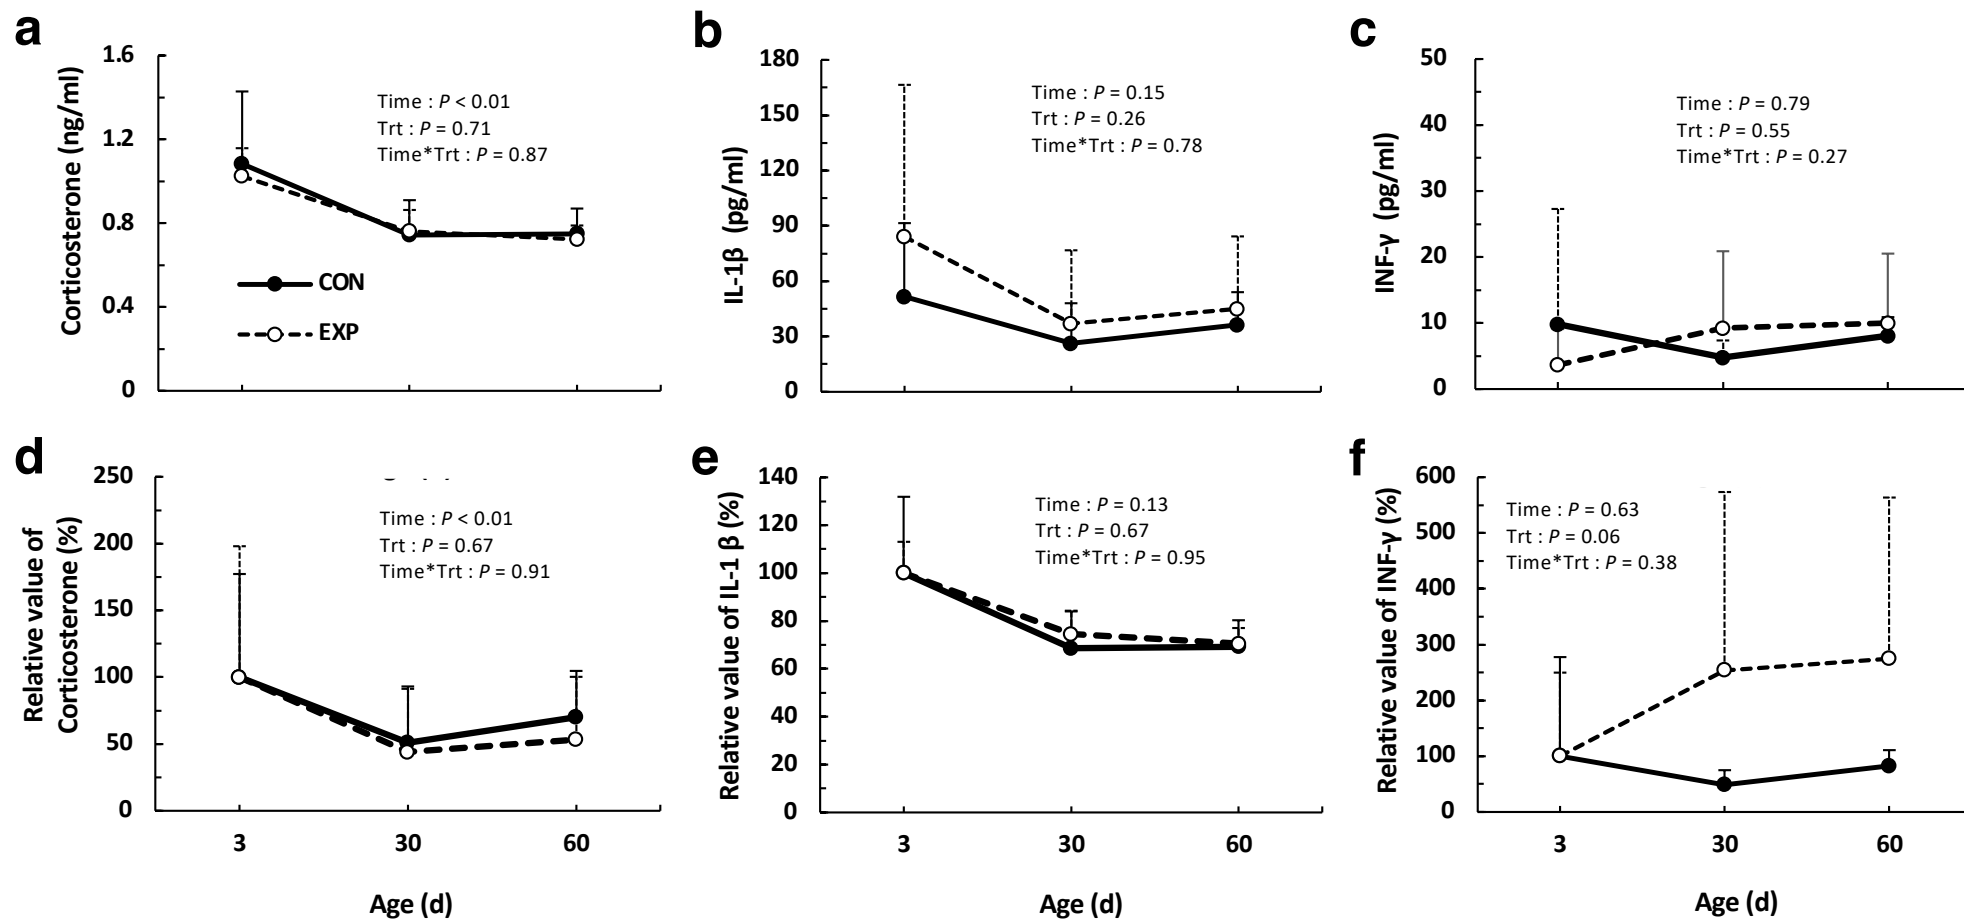 a
Corticosterone (ng/ml)
1.6
1.2
0.8
0.4
0
Time : P < 0.01
Trt : P = 0.71
Time*Trt : P = 0.87
CON
EXP
b
IL-1β (pg/ml)
180
150
120
90
60
30
0
Time : P = 0.15
Trt : P = 0.26
Time*Trt : P = 0.78
c
INF-γ (pg/ml)
50
40
30
20
10
0
Time : P = 0.79
Trt : P = 0.55
Time*Trt : P = 0.27
d
Relative value of
Corticosterone (%)
250
200
150
100
50
0
Time : P < 0.01
Trt : P = 0.67
Time*Trt : P = 0.91
3 30 60
Age (d)
e
Relative value of IL-1 β (%)
140
120
100
80
60
40
20
0
Time : P = 0.13
Trt : P = 0.67
Time*Trt : P = 0.95
3 30 60
Age (d)
f
Relative value of INF-γ (%)
600
500
400
300
200
100
0
Time : P = 0.63
Trt : P = 0.06
Time*Trt : P = 0.38
3 30 60
Age (d)